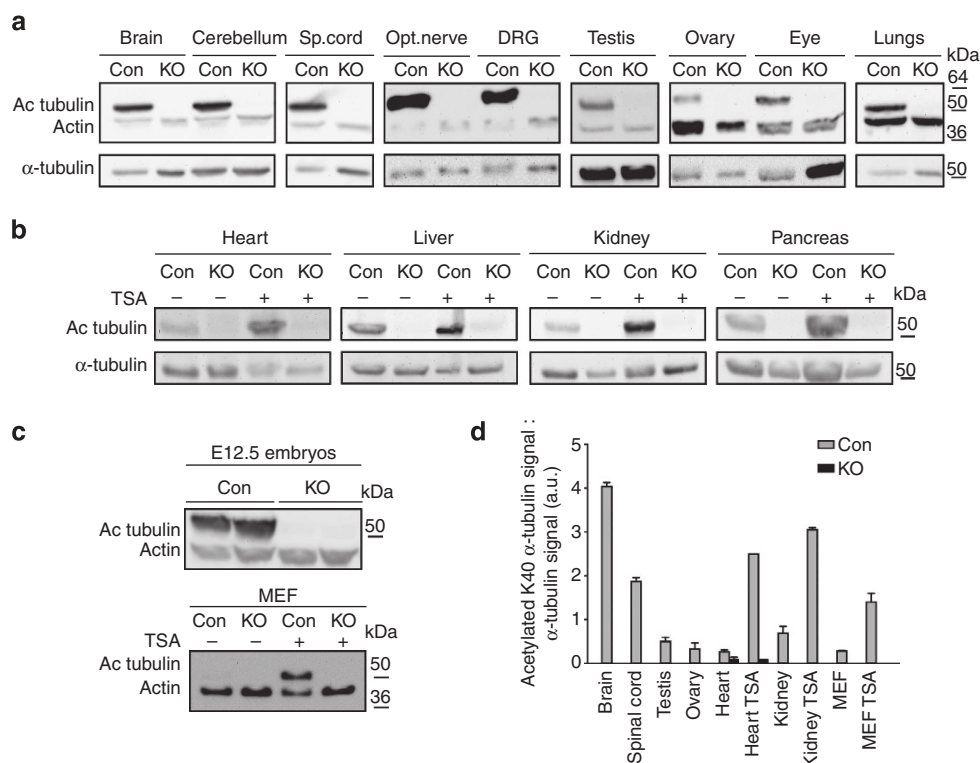 a
Brain Cerebellum Sp.cord Opt.nerve DRG Testis Ovary Eye Lungs
kDa
Con KO Con KO Con KO Con KO Con KO Con KO Con KO Con KO Con KO
64
Ac tubulin
50
Actin
36
α-tubulin
50
b
Heart Liver Kidney Pancreas
Con KO Con KO Con KO Con KO Con KO Con KO Con KO Con KO
TSA – – + + – – + + – – + + – – + + kDa
Ac tubulin
50
α-tubulin
50
c
E12.5 embryos
Con KO kDa
Ac tubulin
50
Actin
MEF
Con KO Con KO
TSA – – + + kDa
Ac tubulin
50
Actin
36
d
Acetylated K40 α-tubulin signal :
α-tubulin signal (a.u.)
5
4
3
2
1
0
Con
KO
Brain
Spinal cord
Testis
Ovary
Heart
Heart TSA
Kidney
Kidney TSA
MEF
MEF TSA